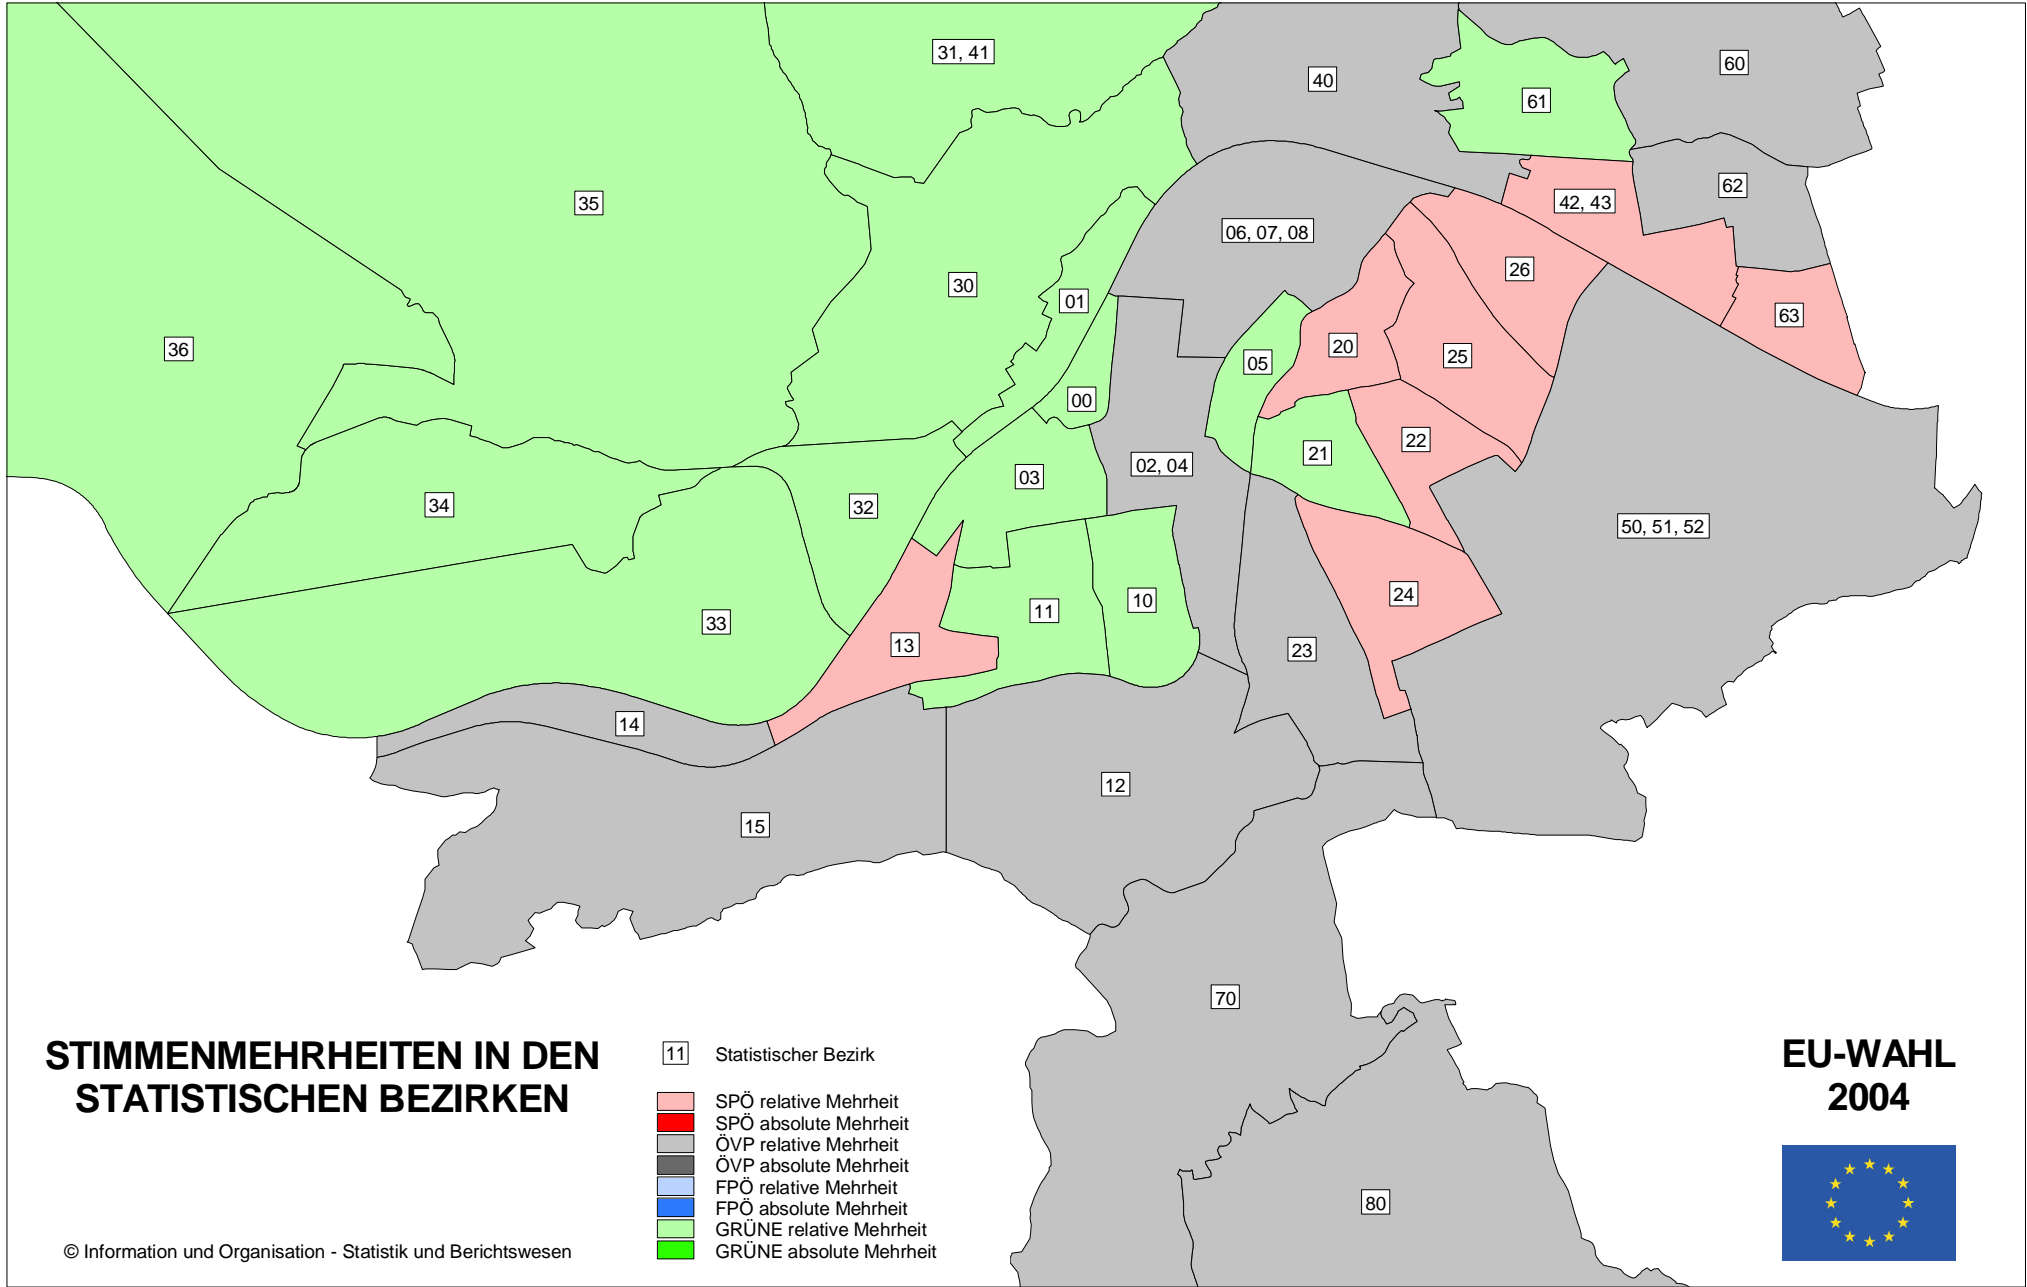 31, 41
40
60
61
35
62
42, 43
06, 07, 08
26
30
01
63
36
20
25
05
00
22
21
02, 04
03
34
32
50, 51, 52
24
10
11
33
13
23
14
12
15
70
80
STIMMENMEHRHEITEN IN DEN
STATISTISCHEN BEZIRKEN
11 Statistischer Bezirk
SPÖ relative Mehrheit
SPÖ absolute Mehrheit
ÖVP relative Mehrheit
ÖVP absolute Mehrheit
FPÖ relative Mehrheit
FPÖ absolute Mehrheit
GRÜNE relative Mehrheit
GRÜNE absolute Mehrheit
EU-WAHL
2004
© Information und Organisation - Statistik und Berichtswesen